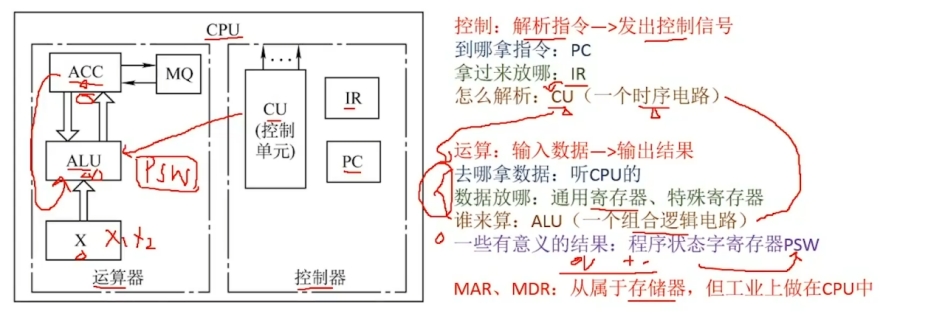 CPU
ACC
MQ
ALU
PSW
X X₁ X₂
运算器
...
CU
(控制
单元)
IR
PC
控制器
控制：解析指令—>发出控制信号
到哪拿指令：PC
拿过来放哪：IR
怎么解析：CU（一个时序电路）
运算：输入数据—>输出结果
去哪拿数据：听CPU的
数据放哪：通用寄存器、特殊寄存器
谁来算：ALU（一个组合逻辑电路）
一些有意义的结果：程序状态字寄存器PSW
+ -
MAR、MDR：从属于存储器，但工业上做在CPU中